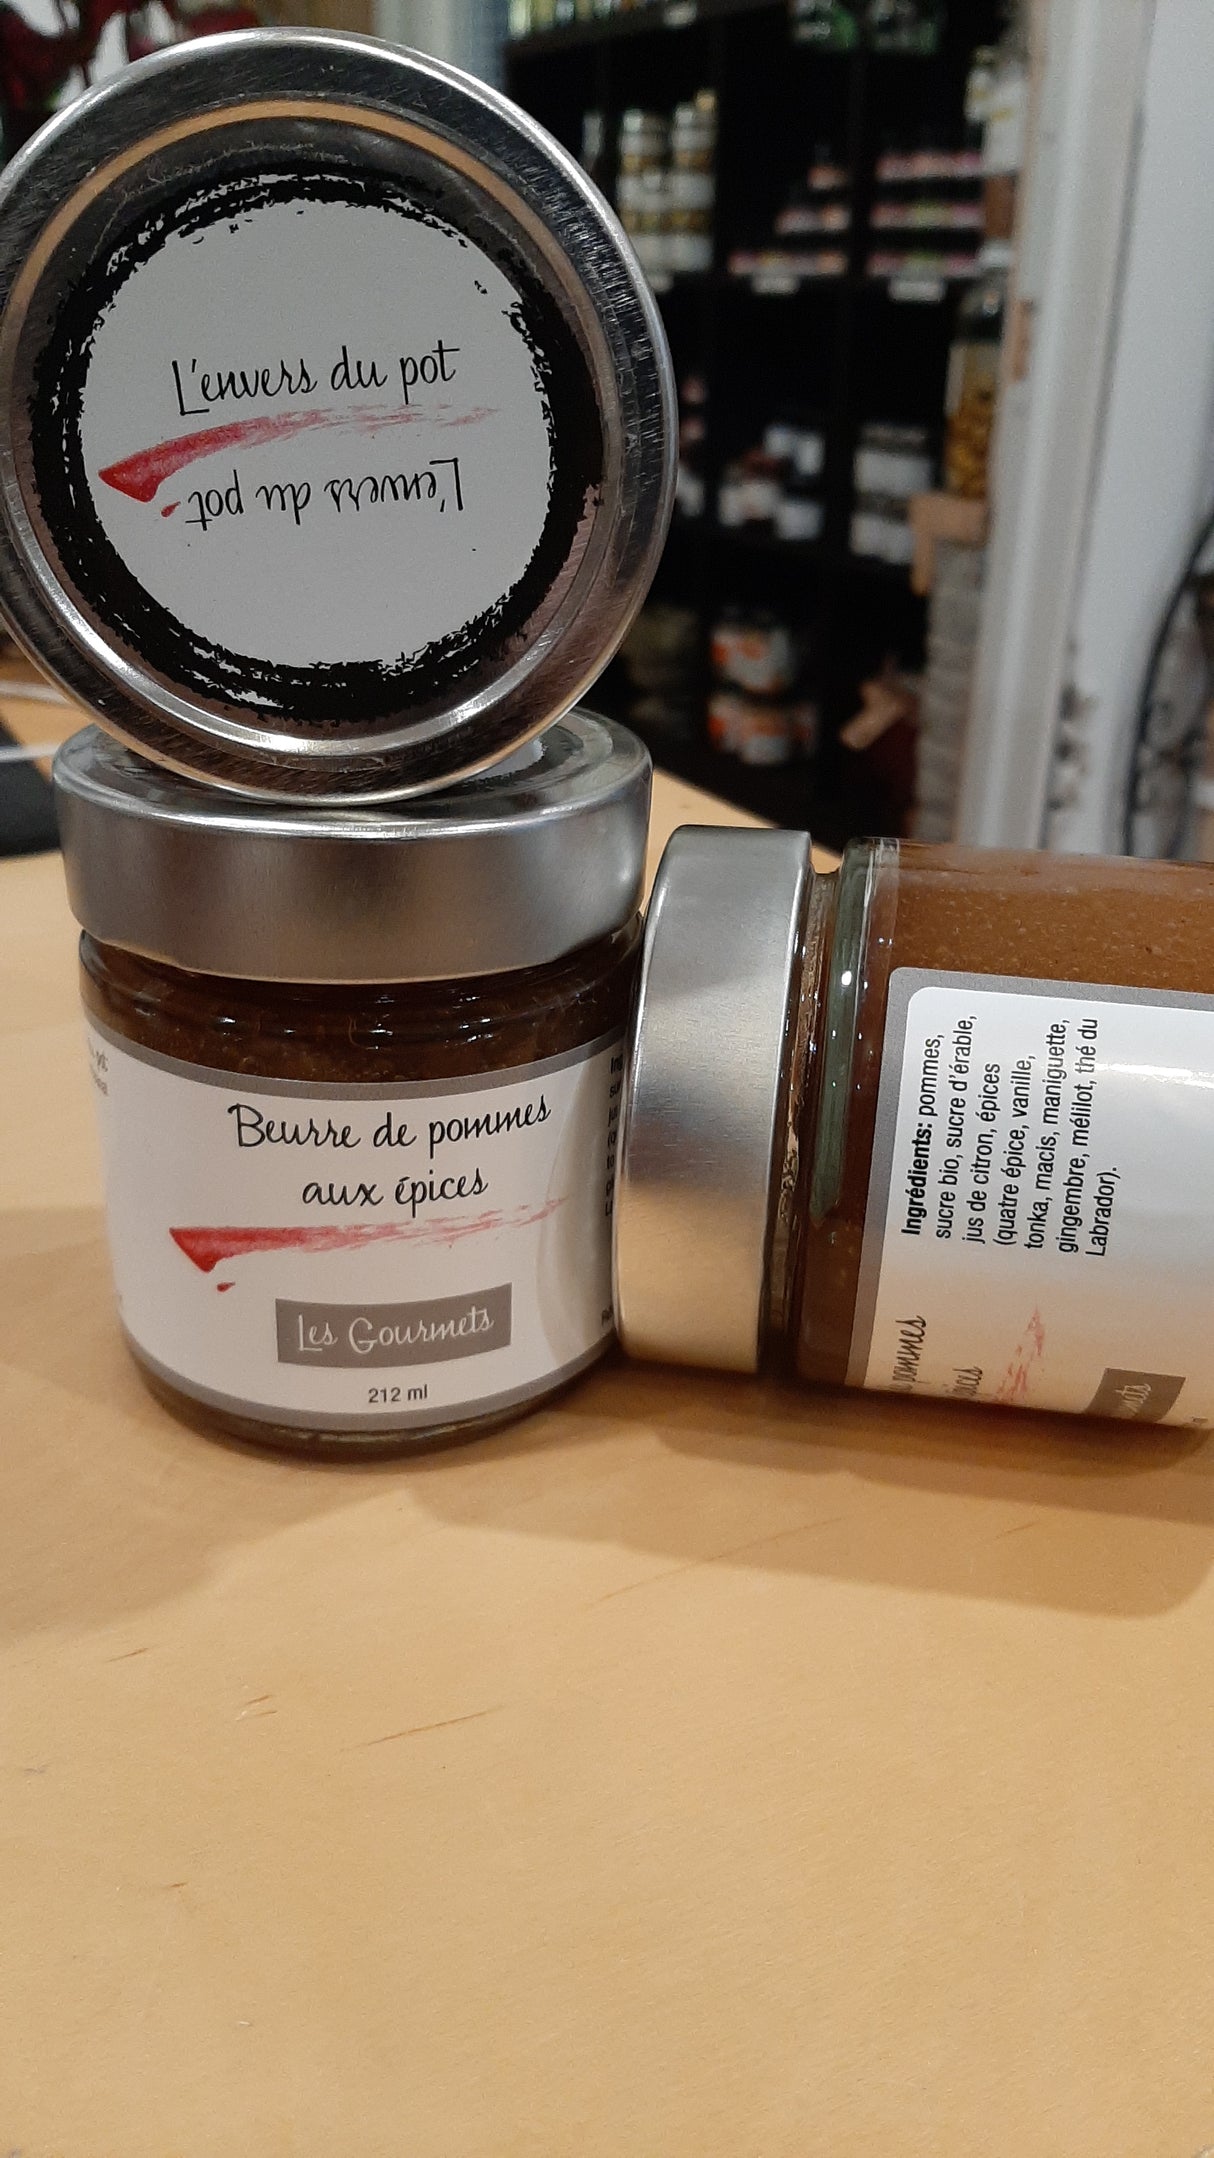 L'envers du pot
L'envers du pot
Beurre de pommes
aux épices
Les Gourmets
212 ml
Ingrédients: pommes,
sucre bio, sucre d'érable,
jus de citron, épices
(quatre épice, vanille,
tonka, macis, maniguette,
gingembre, mélilot, thé du
Labrador).
pommes